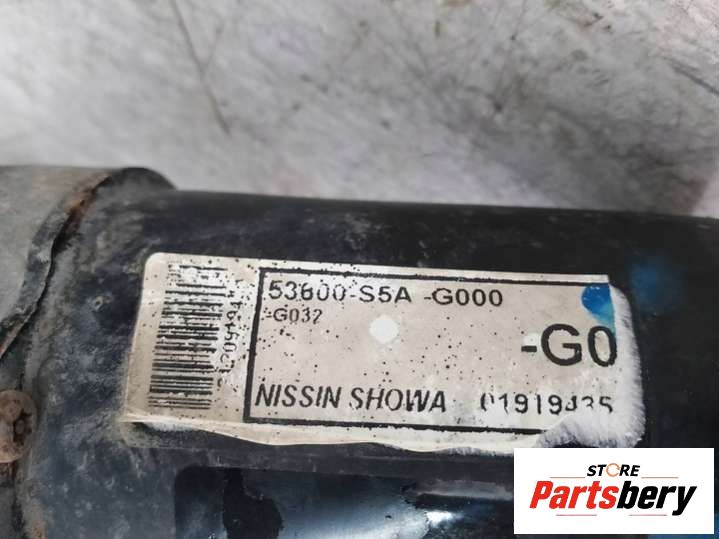 53600-S5A -G000
-G032
-G0
NISSIN SHOWA 01919435
STORE
Partsbery